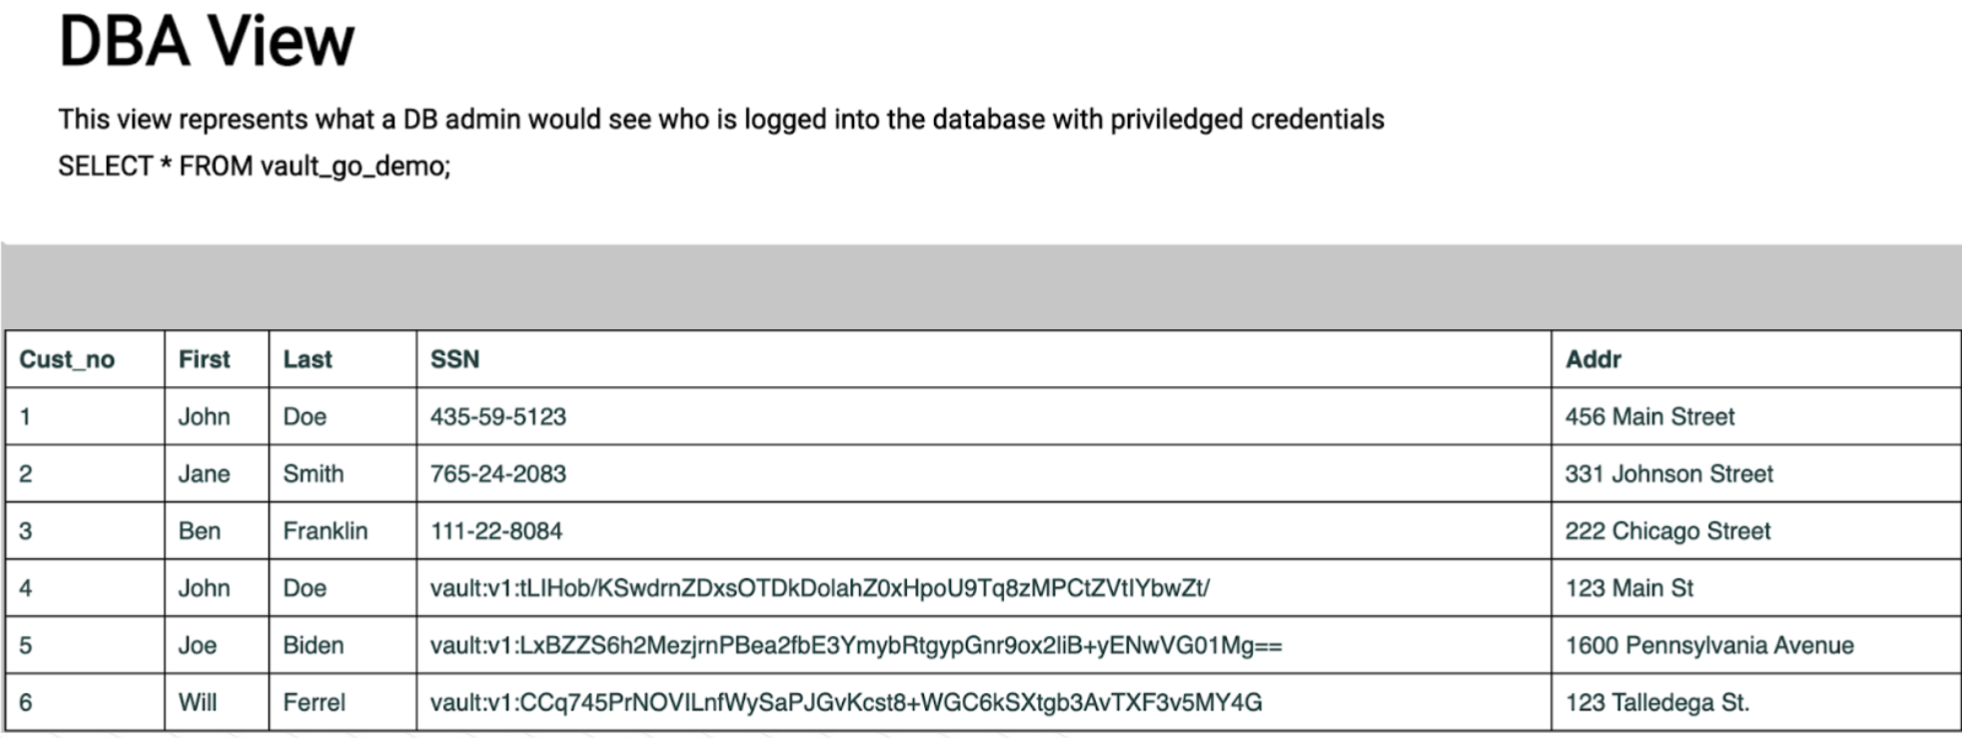 DBA View
This view represents what a DB admin would see who is logged into the database with priviledged credentials
SELECT * FROM vault_go_demo;
Cust_no First Last SSN Addr
1 John Doe 435-59-5123 456 Main Street
2 Jane Smith 765-24-2083 331 Johnson Street
3 Ben Franklin 111-22-8084 222 Chicago Street
4 John Doe vault:v1:tLIHob/KSwdrnZDxsOTDkDolahZ0xHpoU9Tq8zMPCtZVtIYbwZt/ 123 Main St
5 Joe Biden vault:v1:LxBZZS6h2MezjrnPBea2fbE3YmybRtgypGnr9ox2liB+yENwVG01Mg== 1600 Pennsylvania Avenue
6 Will Ferrel vault:v1:CCq745PrNOVILnfWySaPJGvKcst8+WGC6kSXtgb3AvTXF3v5MY4G 123 Talledega St.